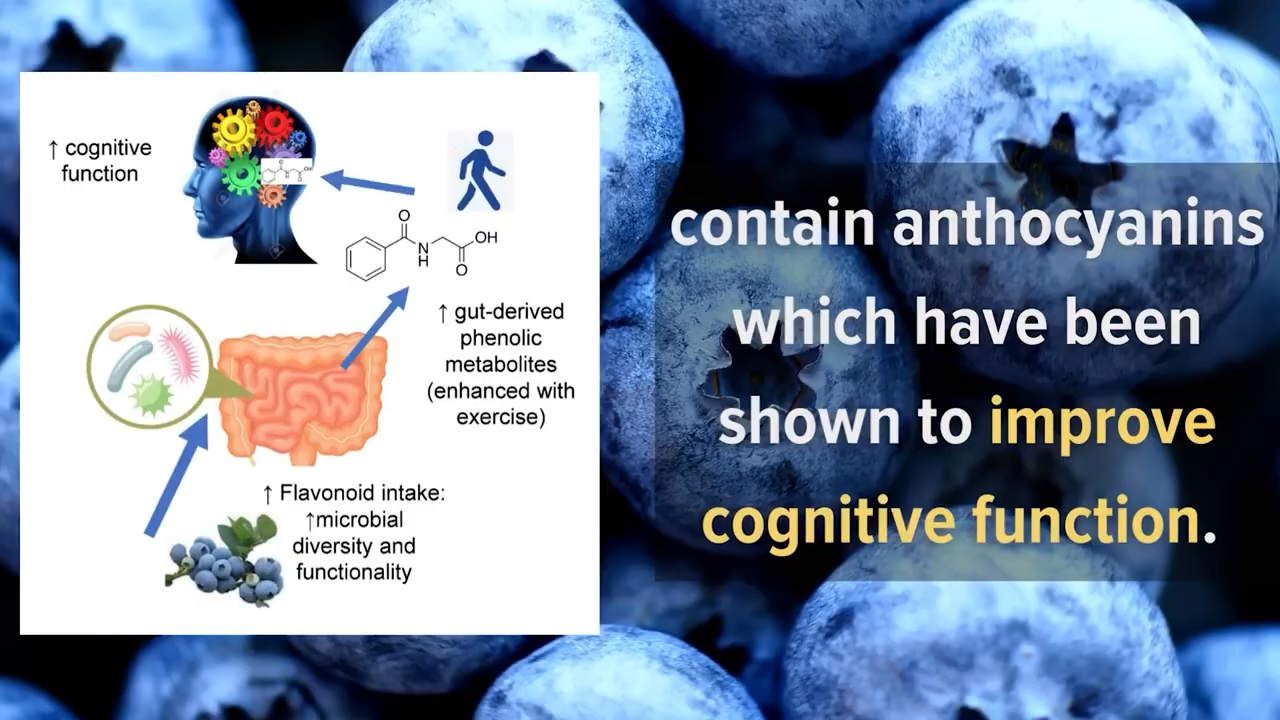 ↑ cognitive
function
O
N
H
OH
O
↑ gut-derived
phenolic
metabolites
(enhanced with
exercise)
↑ Flavonoid intake:
↑microbial
diversity and
functionality
contain anthocyanins
which have been
shown to improve
cognitive function.